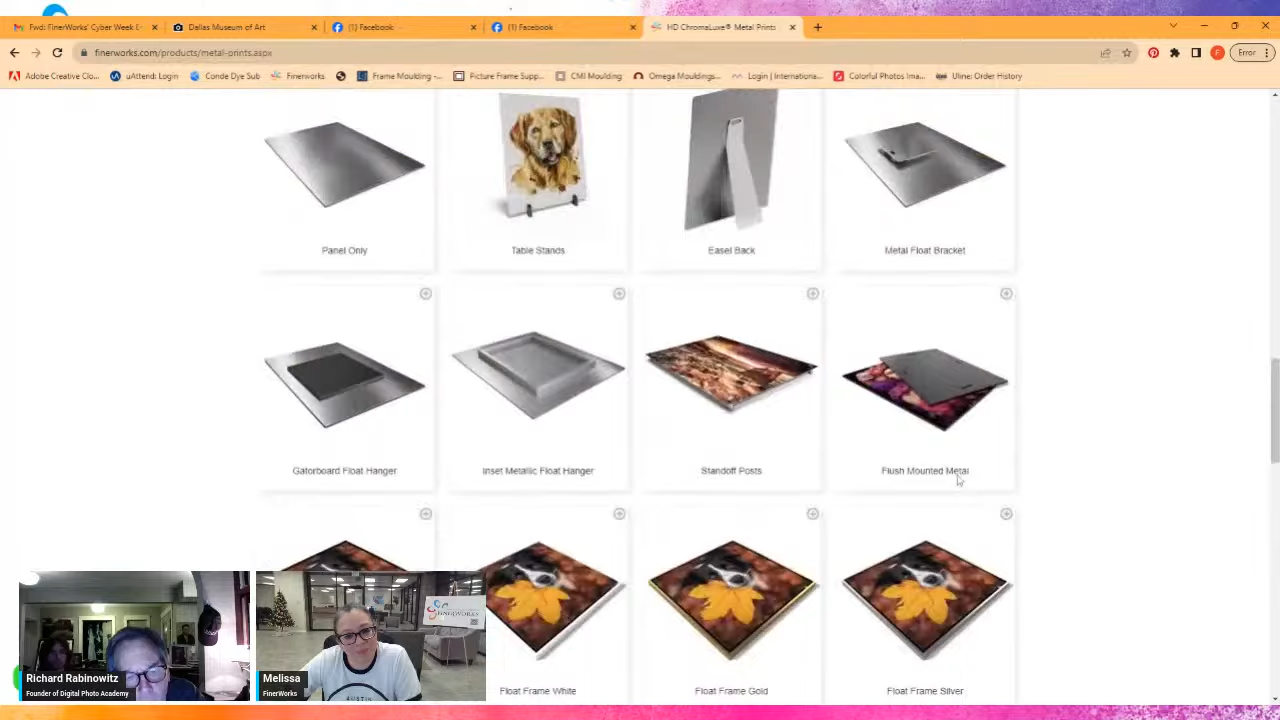 Fwd: FinerWorks' Cyber Week E
Dallas Museum of Art
(1) Facebook
(1) Facebook
HD ChromaLuxe® Metal Prints
finerworks.com/products/metal-prints.aspx
Error
Adobe Creative Clo...
uAttend: Login
Conde Dye Sub
Finerworks
Frame Moulding -...
Picture Frame Supp...
CMI Moulding
Omega Mouldings...
Login | Internationa...
Colorful Photos Ima...
Uline: Order History
Panel Only
Table Stands
Easel Back
Metal Float Bracket
Gatorboard Float Hanger
Inset Metallic Float Hanger
Standoff Posts
Flush Mounted Metal
Float Frame White
Float Frame Gold
Float Frame Silver
Richard Rabinowitz
Founder of Digital Photo Academy
Melissa
FinerWorks
FINERWORKS
AUSTIN